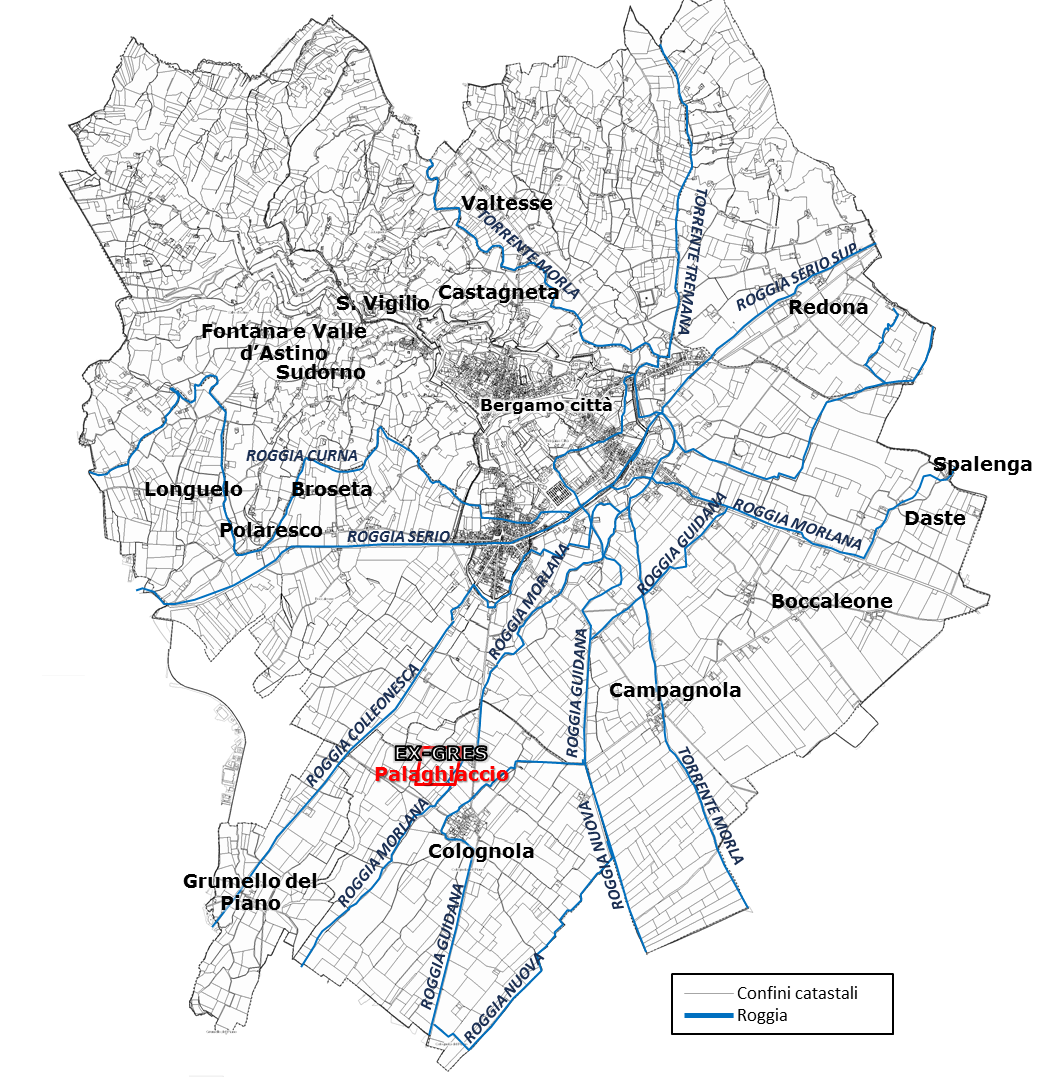 Valtesse
TORRENTE MORLA
TORRENTE TREMANA
ROGGIA SERIO SUP.
Castagneta
S. Vigilio
Redona
Fontana e Valle
d'Astino
Sudorno
Bergamo città
ROGGIA CURNA
Spalenga
Longuelo
Broseta
Daste
Polaresco
ROGGIA SERIO
ROGGIA MORLANA
ROGGIA GUIDANA
ROGGIA MORLANA
Boccaleone
ROGGIA COLLEONESCA
ROGGIA GUIDANA
Campagnola
EX-GRES
Palaghiaccio
TORRENTE MORLA
ROGGIA MORLANA
ROGGIA NUOVA
Colognola
Grumello del
Piano
ROGGIA GUIDANA
ROGGIA NUOVA
Confini catastali
Roggia